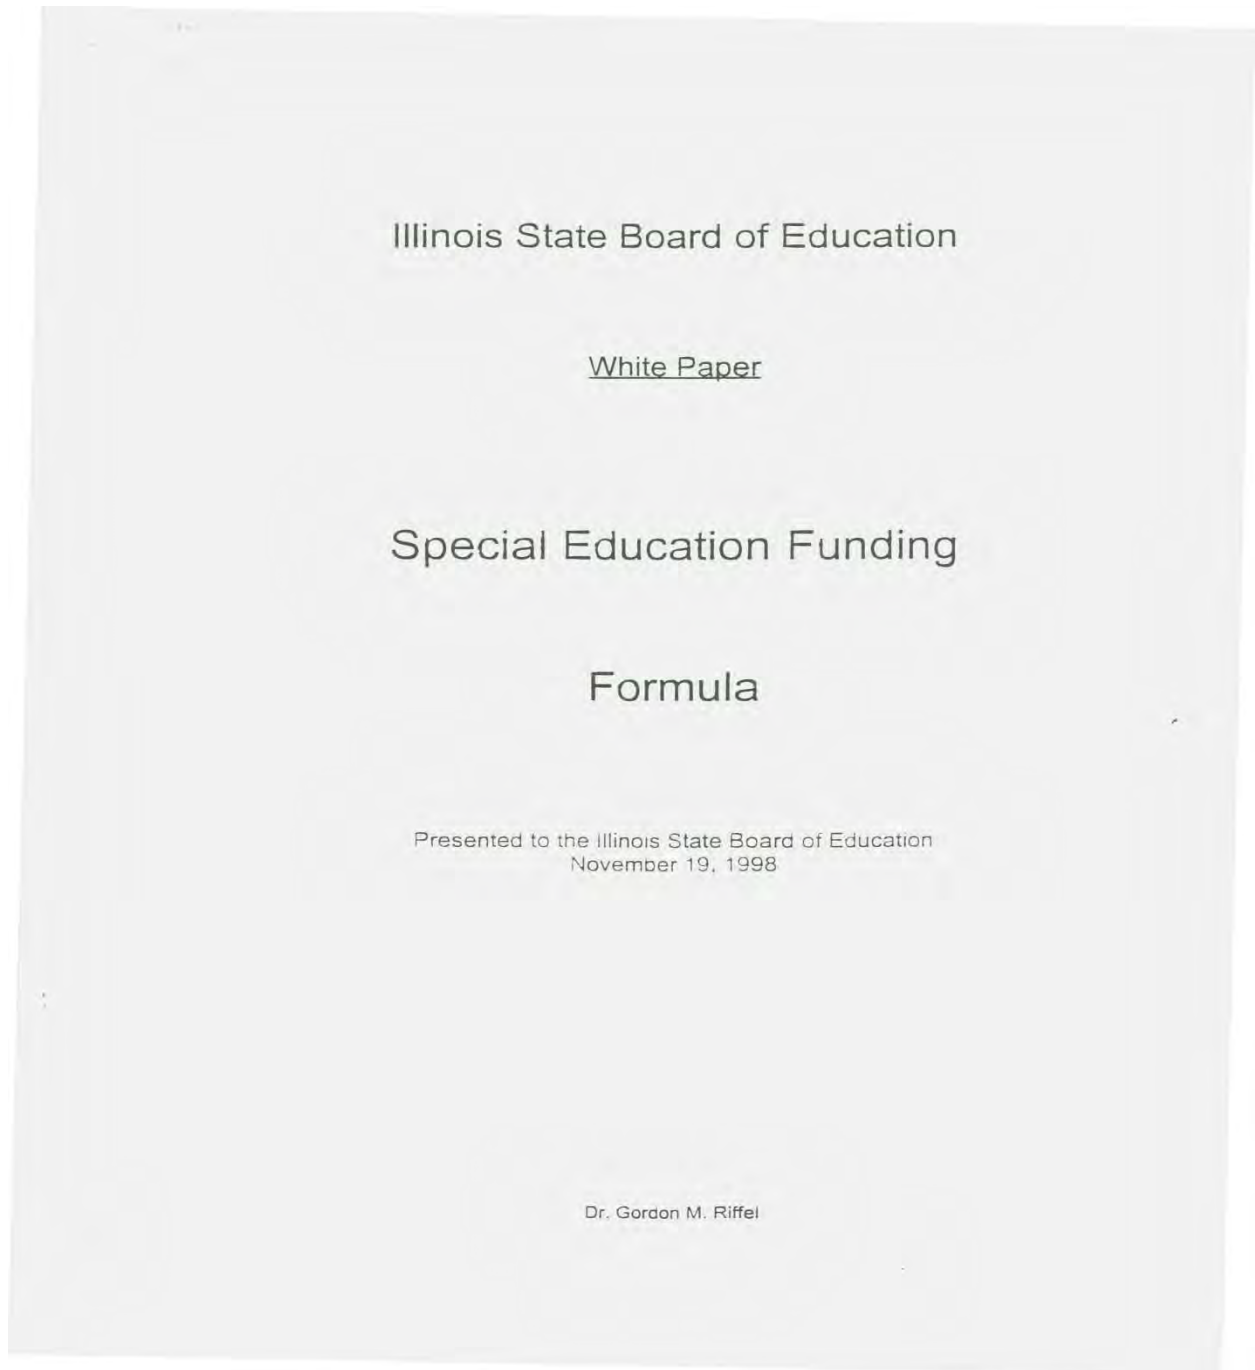 Illinois State Board of Education
White Paper
Special Education Funding
Formula
Presented to the Illinois State Board of Education
November 19, 1998
Dr. Gordon M. Riffel